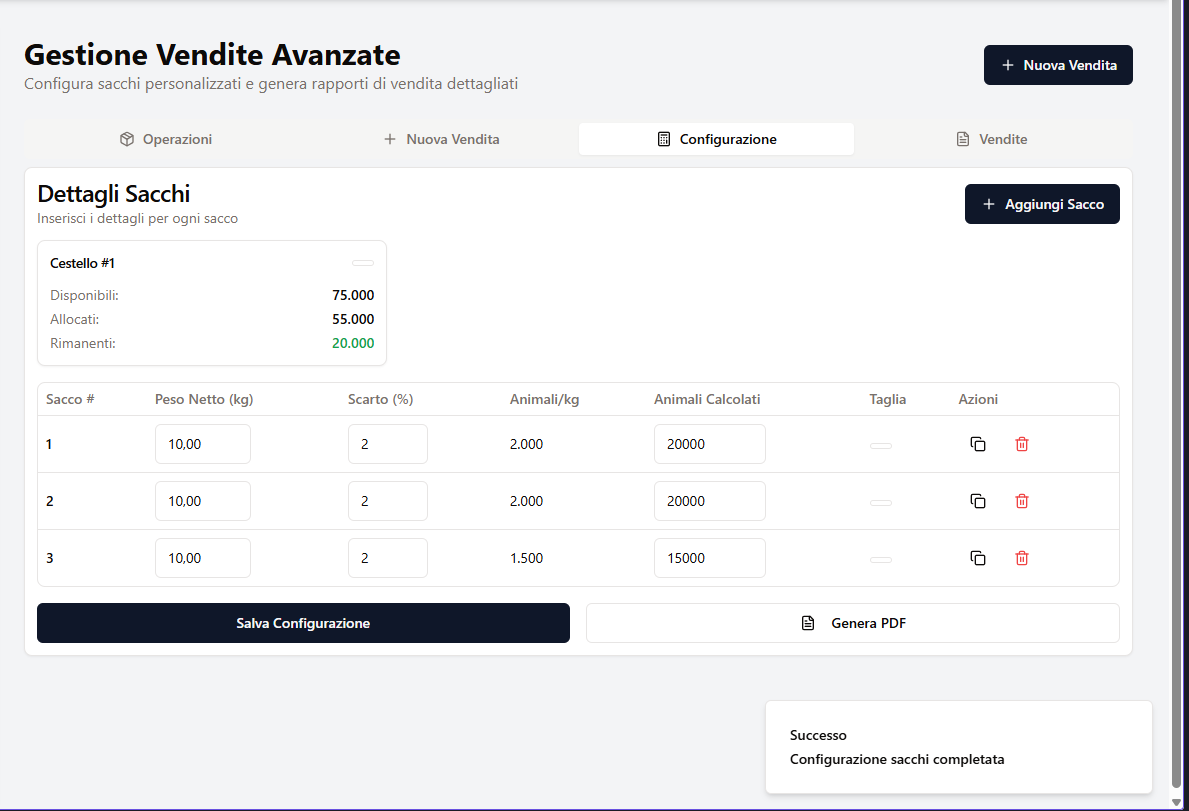 Gestione Vendite Avanzate
Configura sacchi personalizzati e genera rapporti di vendita dettagliati
Nuova Vendita
Operazioni
Nuova Vendita
Configurazione
Vendite
Dettagli Sacchi
Inserisci i dettagli per ogni sacco
Aggiungi Sacco
Cestello #1
Disponibili: 75.000
Allocati: 55.000
Rimanenti: 20.000
Sacco # Peso Netto (kg) Scarto (%) Animali/kg Animali Calcolati Taglia Azioni
1 10,00 2 2.000 20000
2 10,00 2 2.000 20000
3 10,00 2 1.500 15000
Salva Configurazione
Genera PDF
Successo
Configurazione sacchi completata